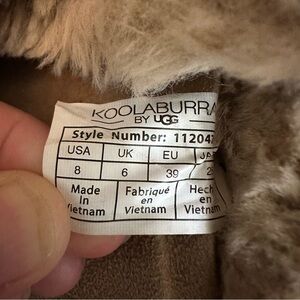 KOOLABURRA
BY UGG
Style Number: 11204
USA UK EU
8 6 39
Made Fabriqué Hech
in en en
Vietnam Vietnam Vietnam